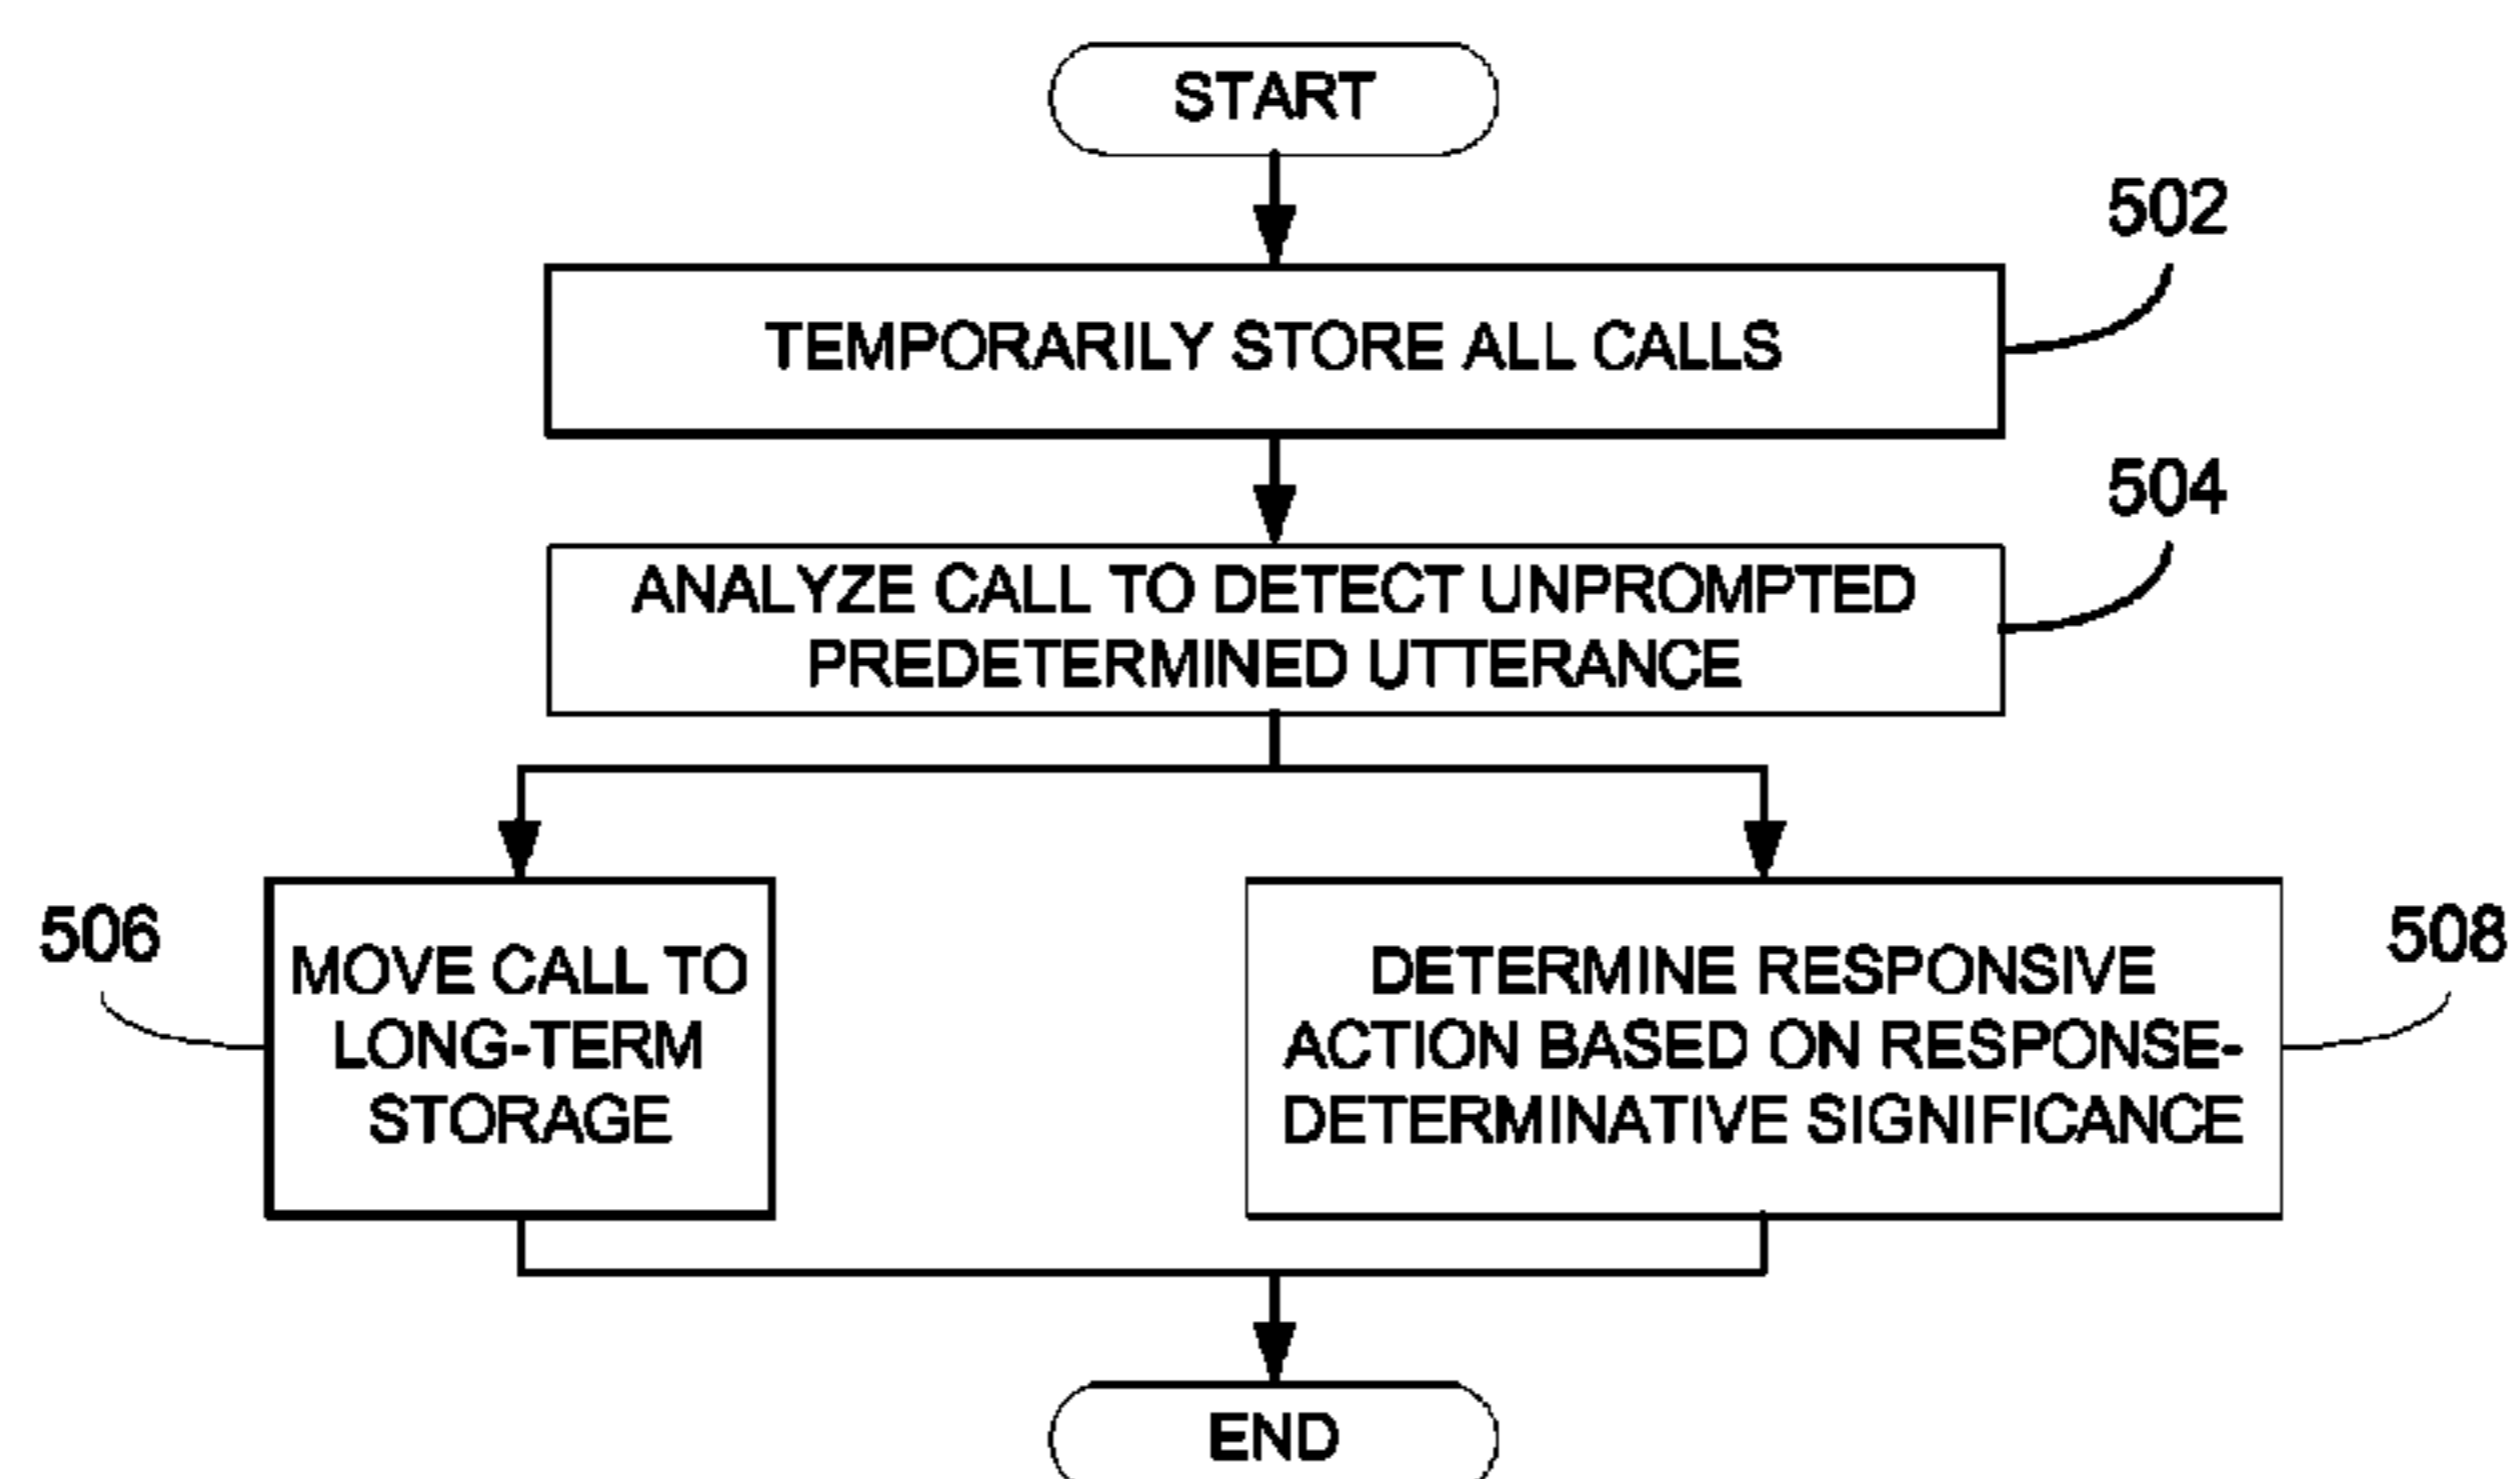 START
502
TEMPORARILY STORE ALL CALLS
504
ANALYZE CALL TO DETECT UNPROMPTED
PREDETERMINED UTTERANCE
506
MOVE CALL TO
LONG-TERM
STORAGE
508
DETERMINE RESPONSIVE
ACTION BASED ON RESPONSE-
DETERMINATIVE SIGNIFICANCE
END